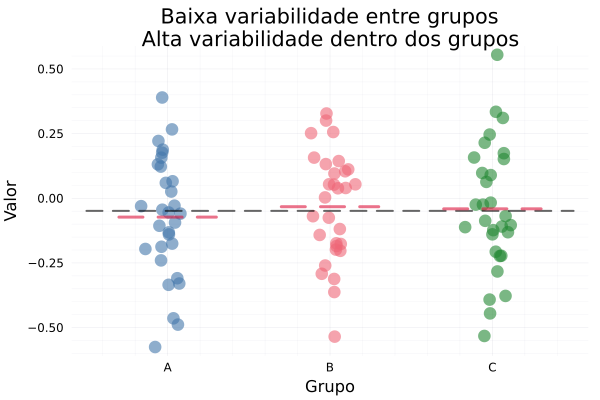 Baixa variabilidade entre grupos
Alta variabilidade dentro dos grupos
Valor
0.50
0.25
0.00
−0.25
−0.50
A
B
C
Grupo